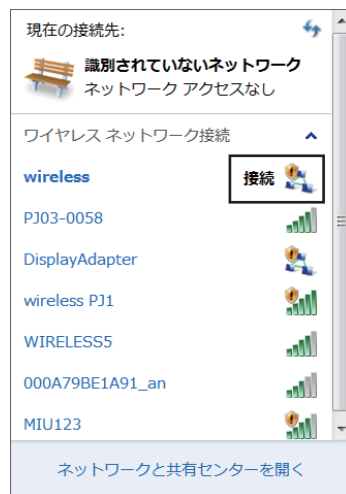 現在の接続先:
識別されていないネットワーク
ネットワーク アクセスなし
ワイヤレス ネットワーク接続
wireless 接続
PJ03-0058
DisplayAdapter
wireless PJ1
WIRELESS5
000A79BE1A91_an
MIU123
ネットワークと共有センターを開く